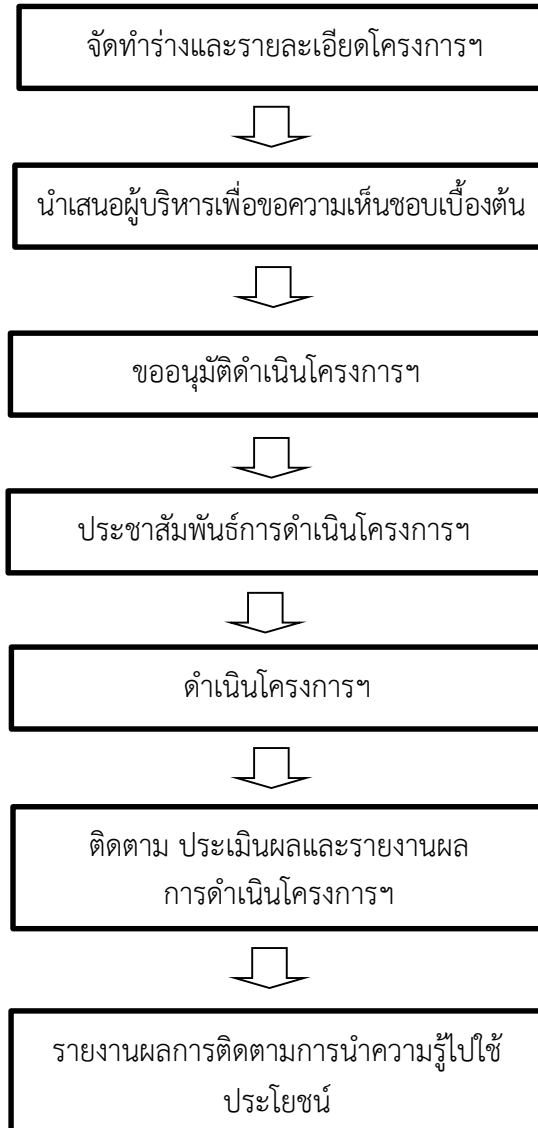 จัดทำร่างและรายละเอียดโครงการฯ
นำเสนอผู้บริหารเพื่อขอความเห็นชอบเบื้องต้น
ขออนุมัติดำเนินโครงการฯ
ประชาสัมพันธ์การดำเนินโครงการฯ
ดำเนินโครงการฯ
ติดตาม ประเมินผลและรายงานผล
การดำเนินโครงการฯ
รายงานผลการติดตามการนำความรู้ไปใช้
ประโยชน์